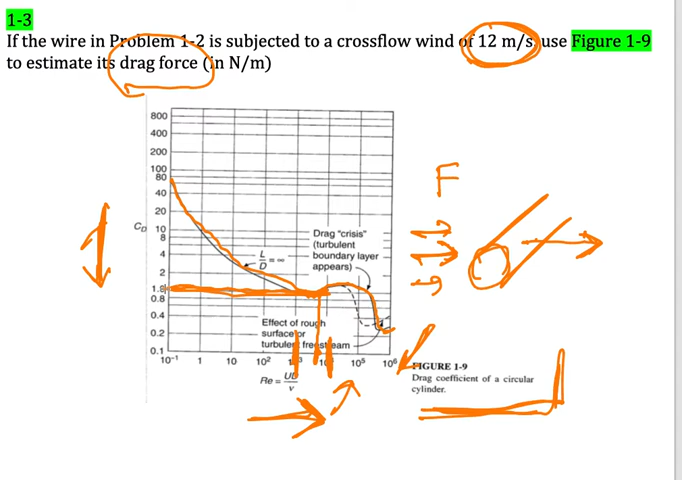 1-3
If the wire in Problem 1-2 is subjected to a crossflow wind of 12 m/s, use Figure 1-9
to estimate its drag force (in N/m)
800
400
200
100
80
40
20
C_D 10
8
4
2
1.0
0.8
0.4
0.2
0.1
Drag "crisis"
(turbulent
boundary layer
appears)
L/D = ∞
Effect of rough
surface or
turbulent freestream
10⁻¹ 1 10 10² 10⁵ 10⁶
Re = UD/ν
F
FIGURE 1-9
Drag coefficient of a circular
cylinder.